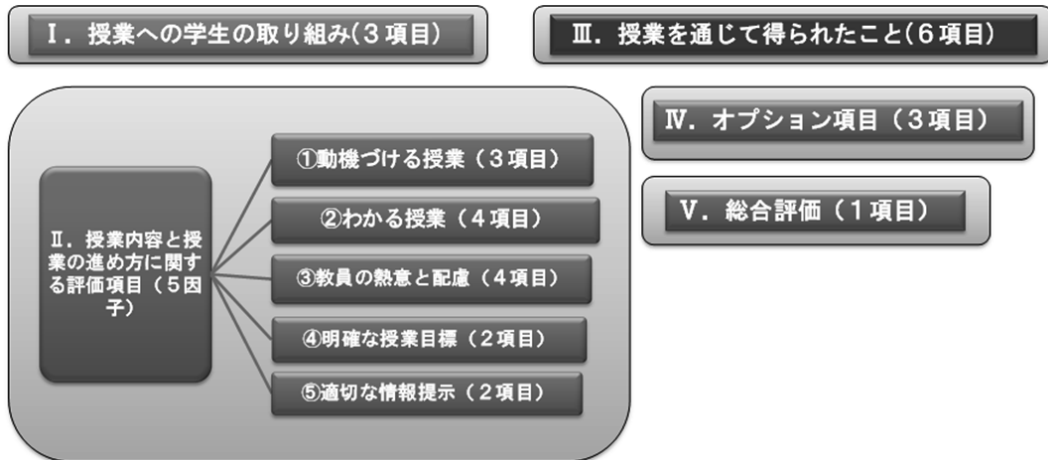 Ⅰ．授業への学生の取り組み(３項目)
Ⅲ．授業を通じて得られたこと(６項目)
Ⅱ．授業内容と授
業の進め方に関す
る評価項目（５因
子）
①動機づける授業（３項目）
②わかる授業（４項目）
③教員の熱意と配慮（４項目）
④明確な授業目標（２項目）
⑤適切な情報提示（２項目）
Ⅳ．オプション項目（３項目）
Ⅴ．総合評価（１項目）